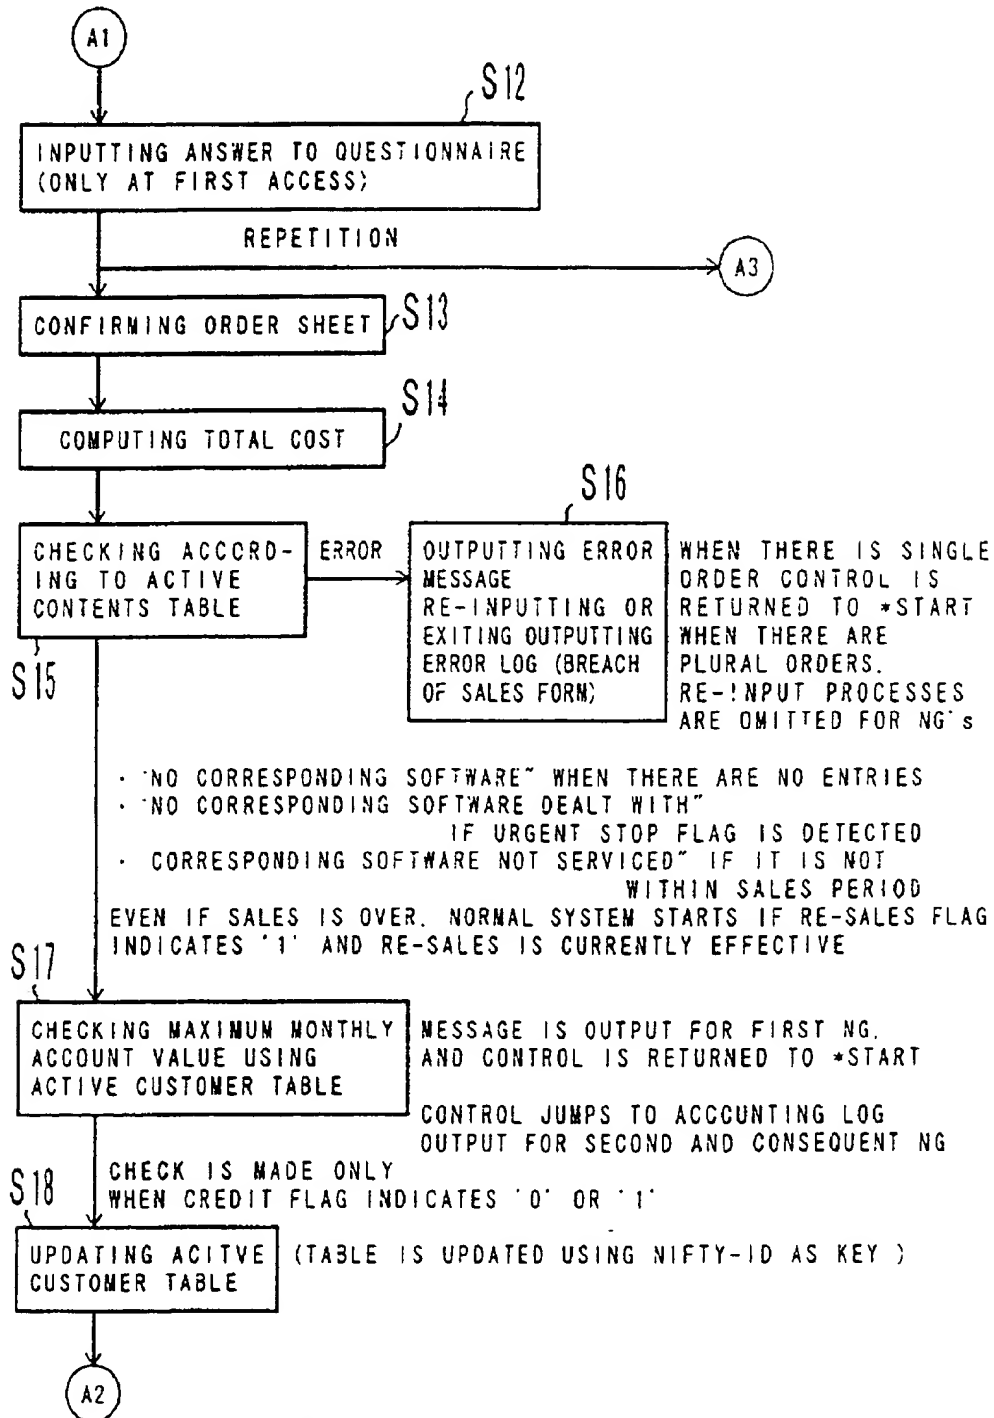 A1
S12
INPUTTING ANSWER TO QUESTIONNAIRE
(ONLY AT FIRST ACCESS)
REPETITION
A3
CONFIRMING ORDER SHEET
S13
S14
COMPUTING TOTAL COST
S16
CHECKING ACCORD-
ING TO ACTIVE
CONTENTS TABLE
ERROR
S15
OUTPUTTING ERROR
MESSAGE
RE-INPUTTING OR
EXITING OUTPUTTING
ERROR LOG (BREACH
OF SALES FORM)
WHEN THERE IS SINGLE
ORDER CONTROL IS
RETURNED TO *START
WHEN THERE ARE
PLURAL ORDERS.
RE-INPUT PROCESSES
ARE OMITTED FOR NG's
· "NO CORRESPONDING SOFTWARE" WHEN THERE ARE NO ENTRIES
· "NO CORRESPONDING SOFTWARE DEALT WITH"
IF URGENT STOP FLAG IS DETECTED
· CORRESPONDING SOFTWARE NOT SERVICED" IF IT IS NOT
WITHIN SALES PERIOD
EVEN IF SALES IS OVER. NORMAL SYSTEM STARTS IF RE-SALES FLAG
INDICATES '1' AND RE-SALES IS CURRENTLY EFFECTIVE
S17
CHECKING MAXIMUM MONTHLY
ACCOUNT VALUE USING
ACTIVE CUSTOMER TABLE
MESSAGE IS OUTPUT FOR FIRST NG.
AND CONTROL IS RETURNED TO *START
CONTROL JUMPS TO ACCCOUNTING LOG
OUTPUT FOR SECOND AND CONSEQUENT NG
CHECK IS MADE ONLY
WHEN CREDIT FLAG INDICATES '0' OR '1'
S18
UPDATING ACITVE
CUSTOMER TABLE
(TABLE IS UPDATED USING NIFTY-ID AS KEY )
A2